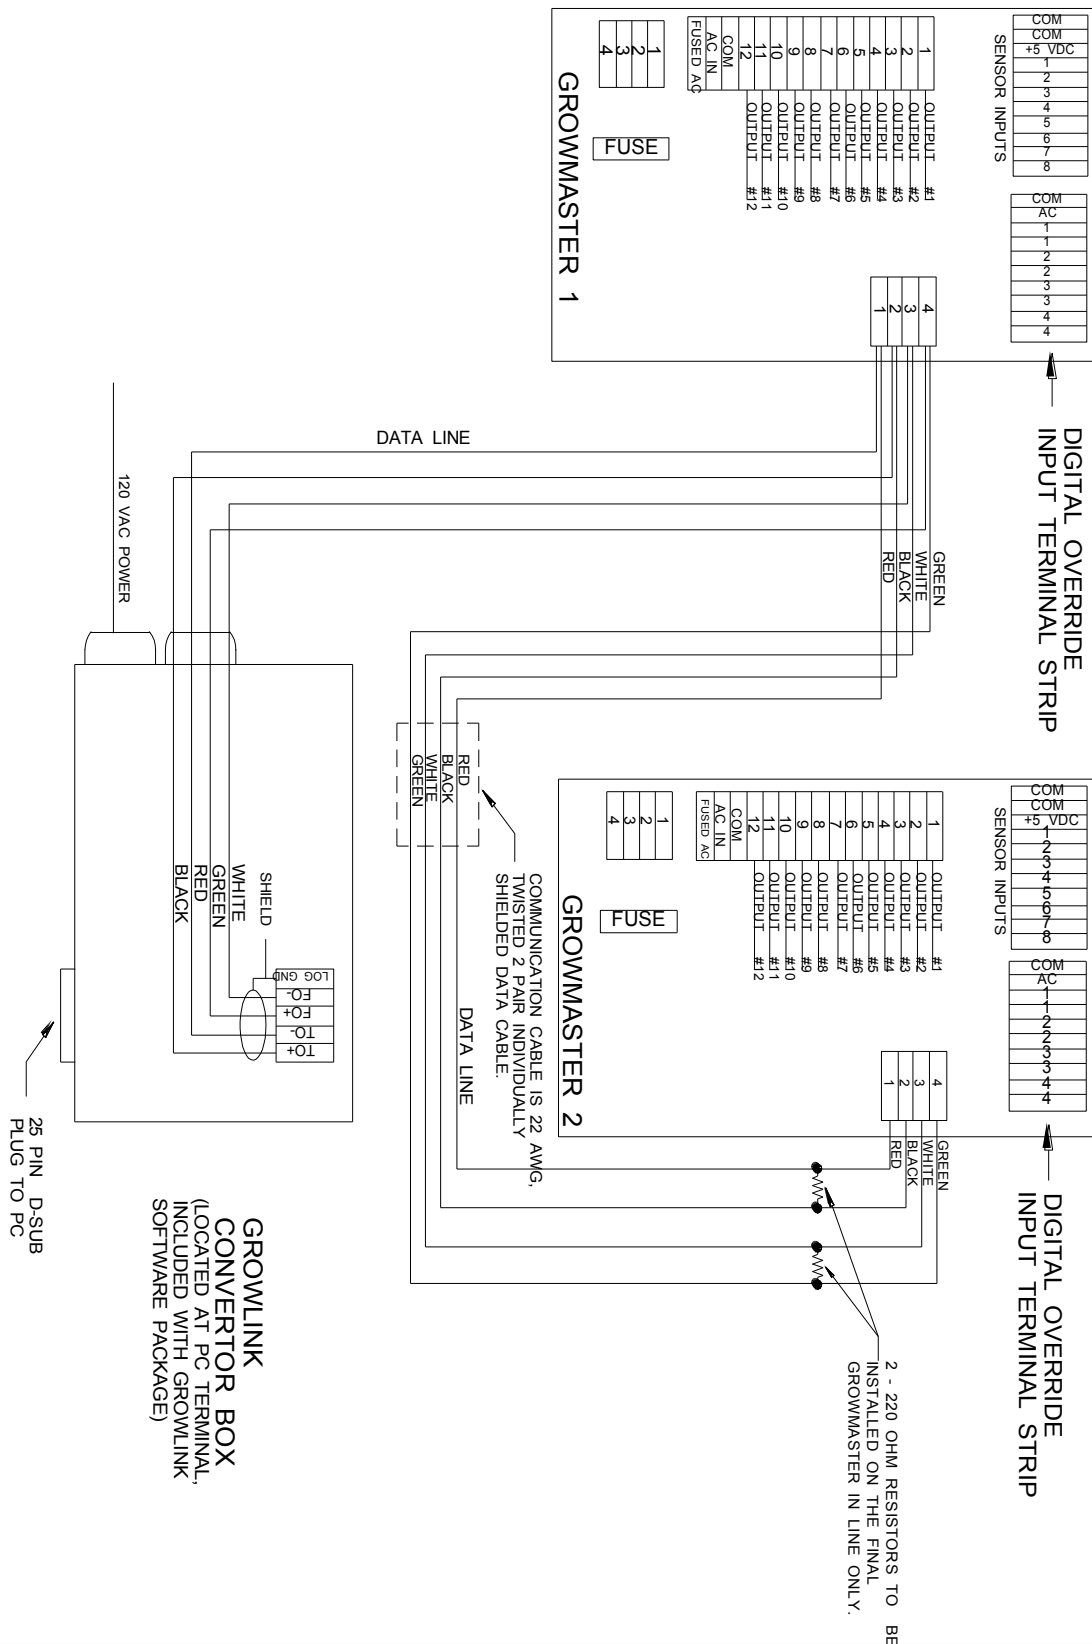 COM
COM
+5 VDC
1
2
3
4
5
6
7
8
SENSOR INPUTS
COM
AC
1
1
2
2
3
3
4
4
DIGITAL OVERRIDE
INPUT TERMINAL STRIP
1
2
3
4
5
6
7
8
9
10
11
12
COM
AC IN
FUSED AC
OUTPUT #1
OUTPUT #2
OUTPUT #3
OUTPUT #4
OUTPUT #5
OUTPUT #6
OUTPUT #7
OUTPUT #8
OUTPUT #9
OUTPUT #10
OUTPUT #11
OUTPUT #12
4
3
2
1
1
2
3
4
FUSE
GROWMASTER 1
GREEN
WHITE
BLACK
RED
DATA LINE
COM
COM
+5 VDC
1
2
3
4
5
6
7
8
SENSOR INPUTS
COM
AC
1
1
2
2
3
3
4
4
DIGITAL OVERRIDE
INPUT TERMINAL STRIP
1
2
3
4
5
6
7
8
9
10
11
12
COM
AC IN
FUSED AC
OUTPUT #1
OUTPUT #2
OUTPUT #3
OUTPUT #4
OUTPUT #5
OUTPUT #6
OUTPUT #7
OUTPUT #8
OUTPUT #9
OUTPUT #10
OUTPUT #11
OUTPUT #12
4
3
2
1
1
2
3
4
FUSE
GROWMASTER 2
GREEN
WHITE
BLACK
RED
2 - 220 OHM RESISTORS TO BE
INSTALLED ON THE FINAL
GROWMASTER IN LINE ONLY.
RED
BLACK
WHITE
GREEN
COMMUNICATION CABLE IS 22 AWG,
TWISTED 2 PAIR INDIVIDUALLY
SHIELDED DATA CABLE.
DATA LINE
120 VAC POWER
SHIELD
WHITE
GREEN
RED
BLACK
LOG GND
EO-
EO+
TO-
TO+
25 PIN D-SUB
PLUG TO PC
GROWLINK
CONVERTOR BOX
(LOCATED AT PC TERMINAL,
INCLUDED WITH GROWLINK
SOFTWARE PACKAGE)